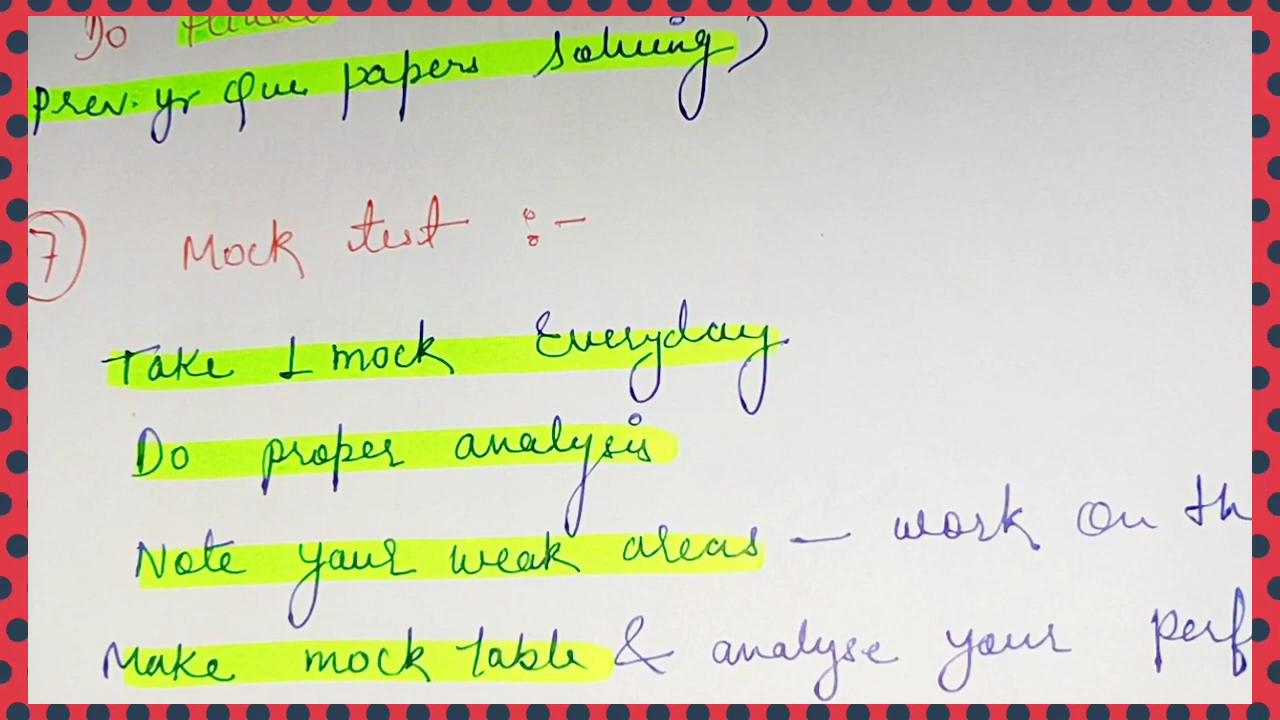 Do
prev. yr que papers solving)
7 Mock test :-
Take 1 mock Everyday
Do proper analysis
Note your weak areas - work on th
Make mock table & analyse your perf